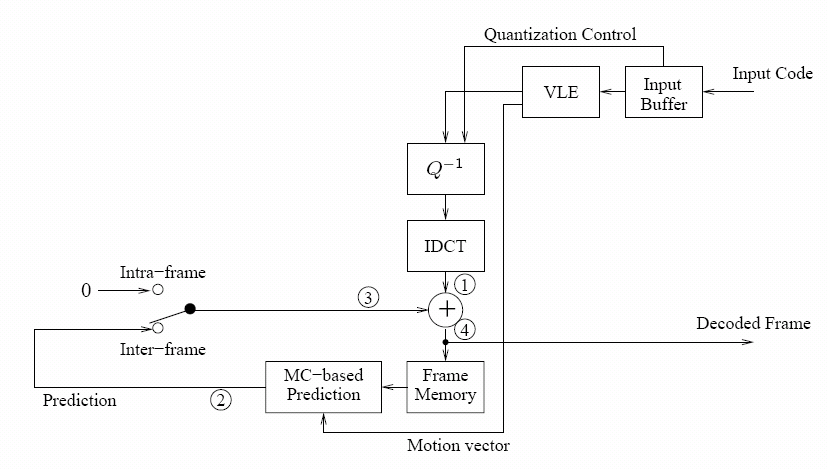 Quantization Control
Input Code
VLE
Input
Buffer
Q⁻¹
IDCT
1
Intra−frame
0
3
+
4
Decoded Frame
Inter−frame
MC−based
Prediction
Frame
Memory
Prediction
2
Motion vector